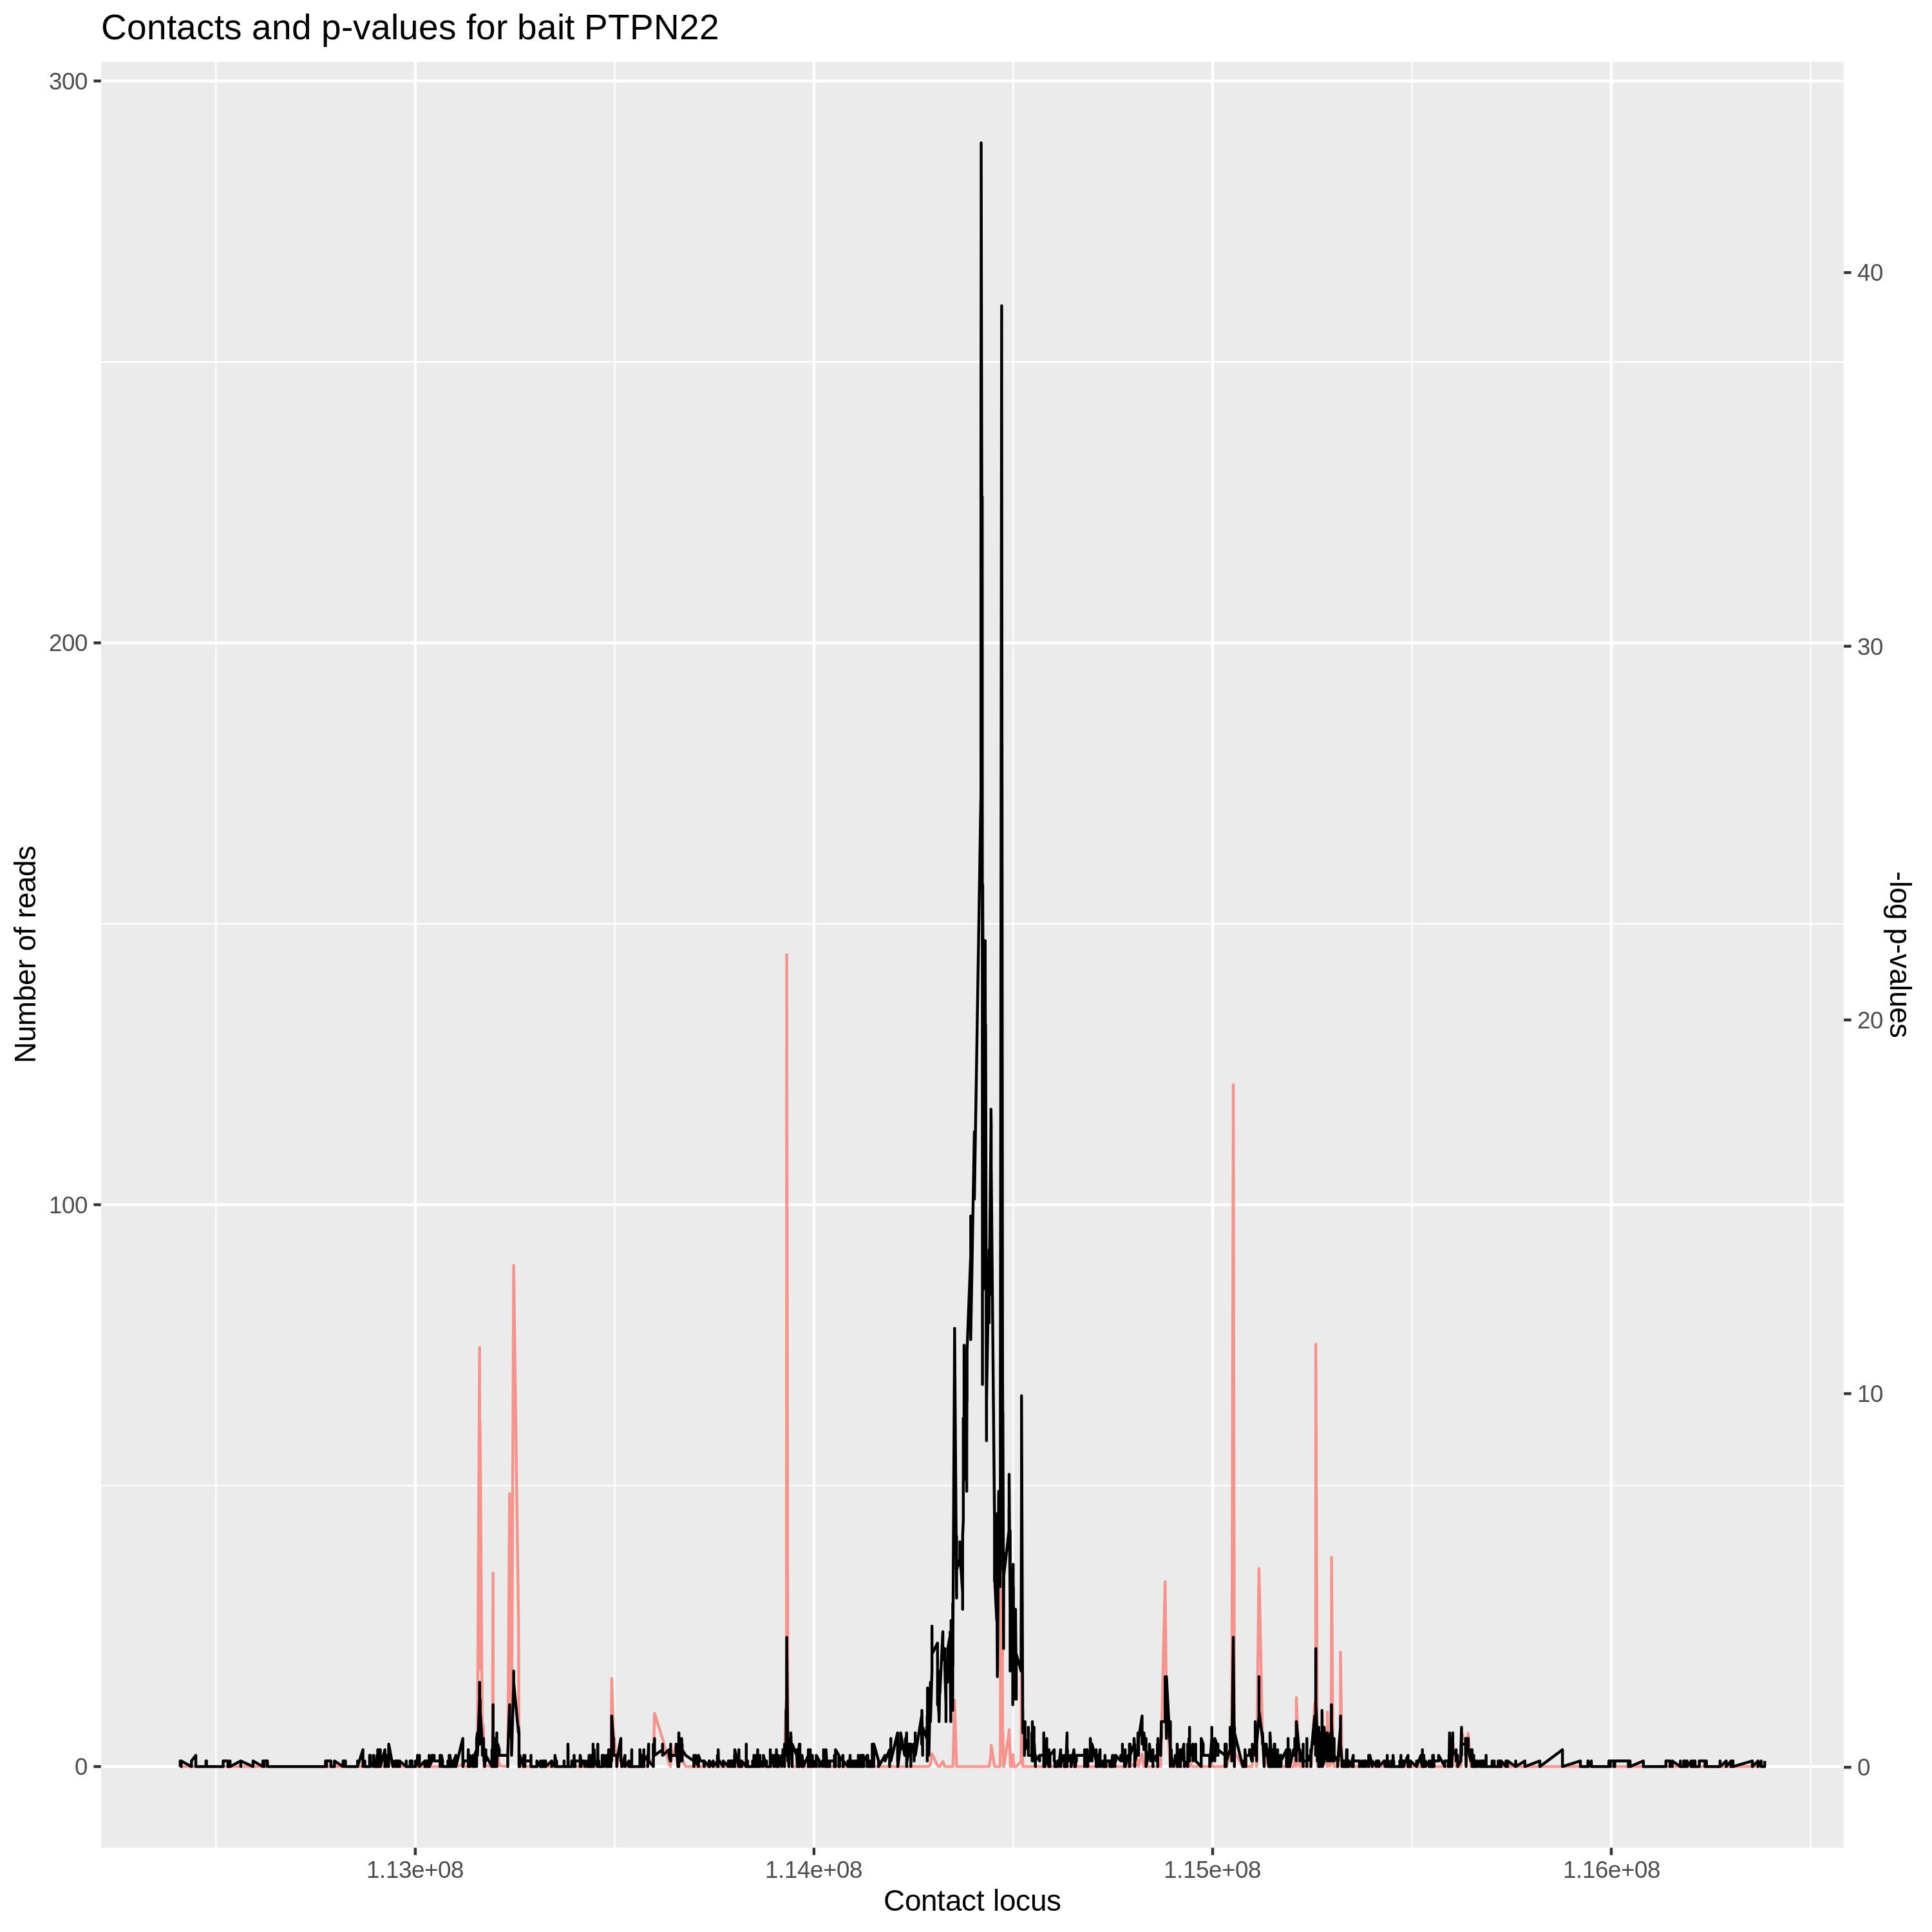 Contacts and p-values for bait PTPN22
300
200
100
0
Number of reads
40
30
20
10
0
-log p-values
1.13e+08
1.14e+08
1.15e+08
1.16e+08
Contact locus